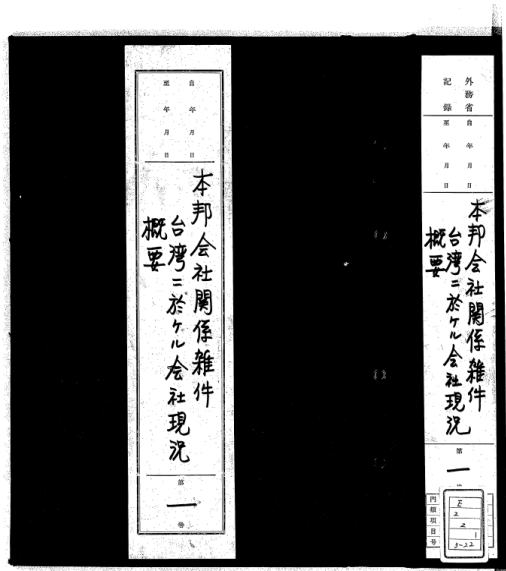 外務省
記録
自 年 月 日
至 年 月 日
本邦会社関係雑件
台湾ニ於ケル会社現況
概要
第一
門類項目号
E
2
2
1
3-22
自 年 月 日
至 年 月 日
本邦会社関係雑件
台湾ニ於ケル会社現況
概要
第一巻